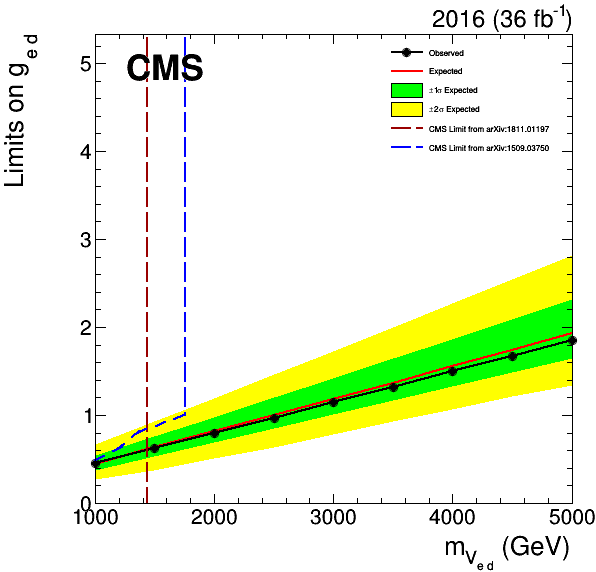 2016 (36 fb⁻¹)
CMS
Observed
Expected
±1σ Expected
±2σ Expected
CMS Limit from arXiv:1811.01197
CMS Limit from arXiv:1509.03750
Limits on g_ed
5
4
3
2
1
0
1000 2000 3000 4000 5000
m_V_ed (GeV)